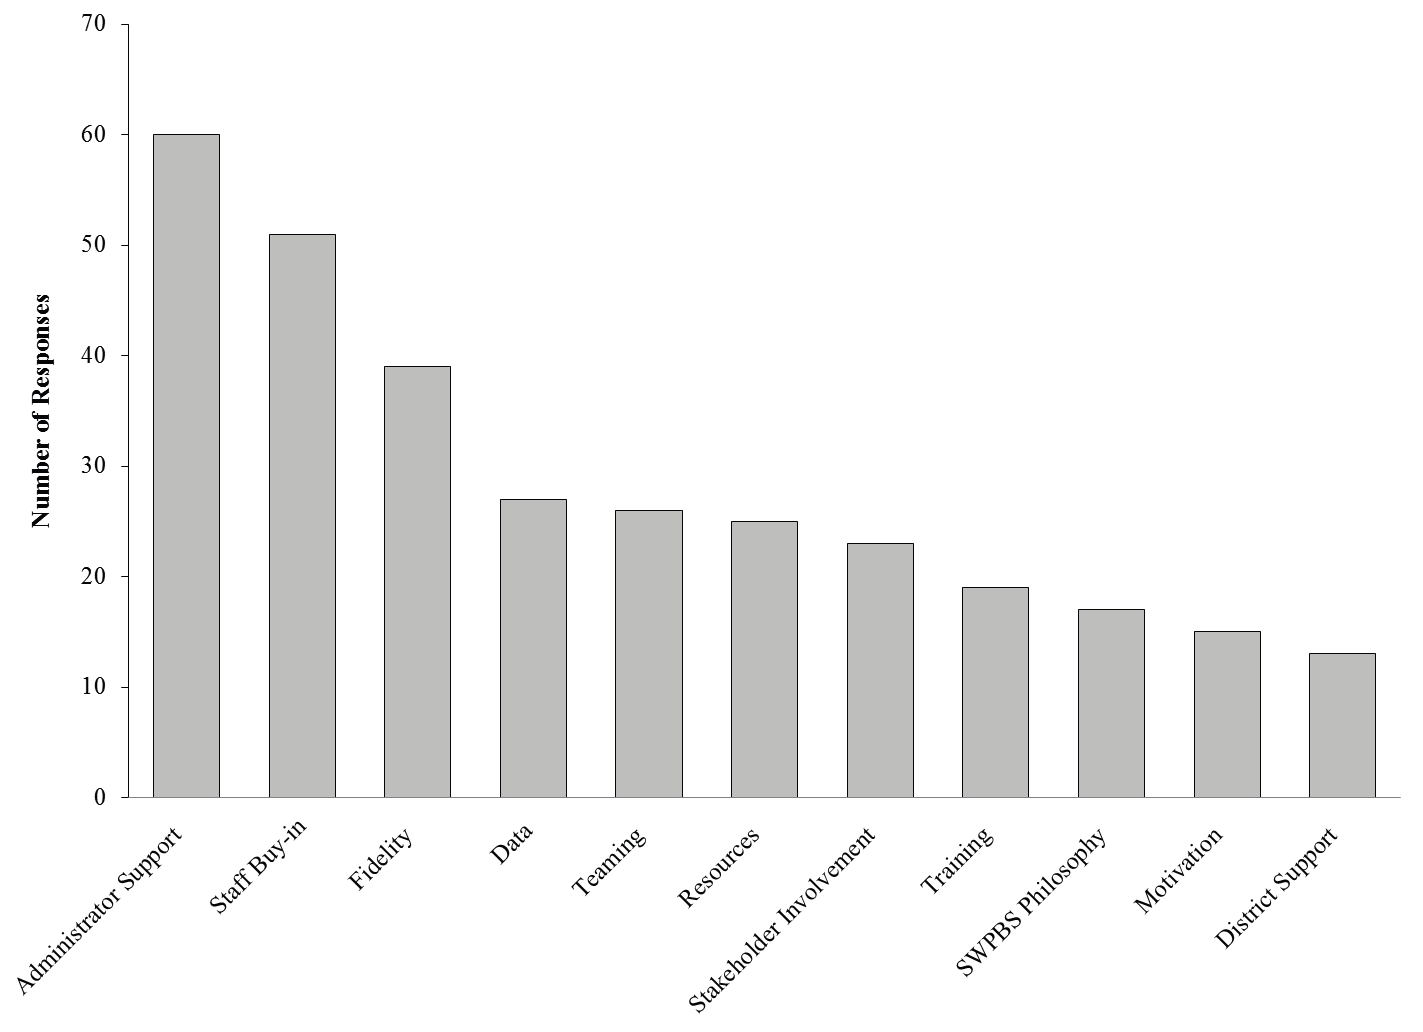 70
60
50
40
30
20
10
0
Number of Responses
Administrator Support
Staff Buy-in
Fidelity
Data
Teaming
Resources
Stakeholder Involvement
Training
SWPBS Philosophy
Motivation
District Support